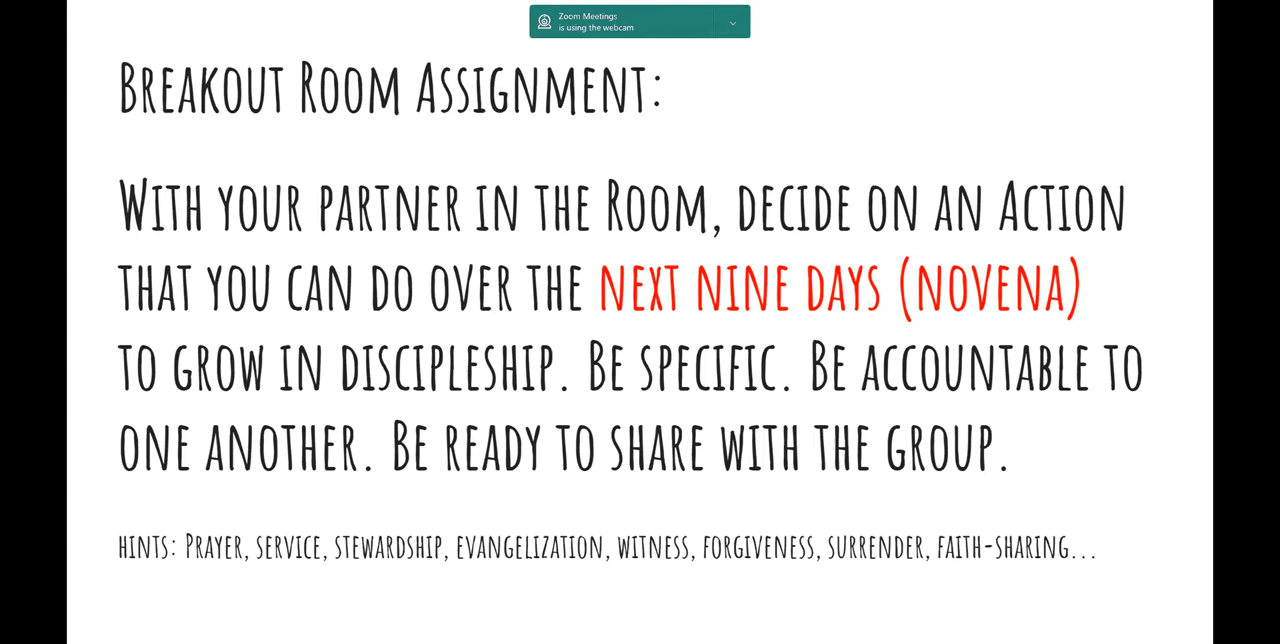 Zoom Meetings
is using the webcam
Breakout Room Assignment:
With your partner in the Room, decide on an Action
that you can do over the next nine days (novena)
to grow in discipleship. Be specific. Be accountable to
one another. Be ready to share with the group.
hints: Prayer, service, stewardship, evangelization, witness, forgiveness, surrender, faith-sharing...